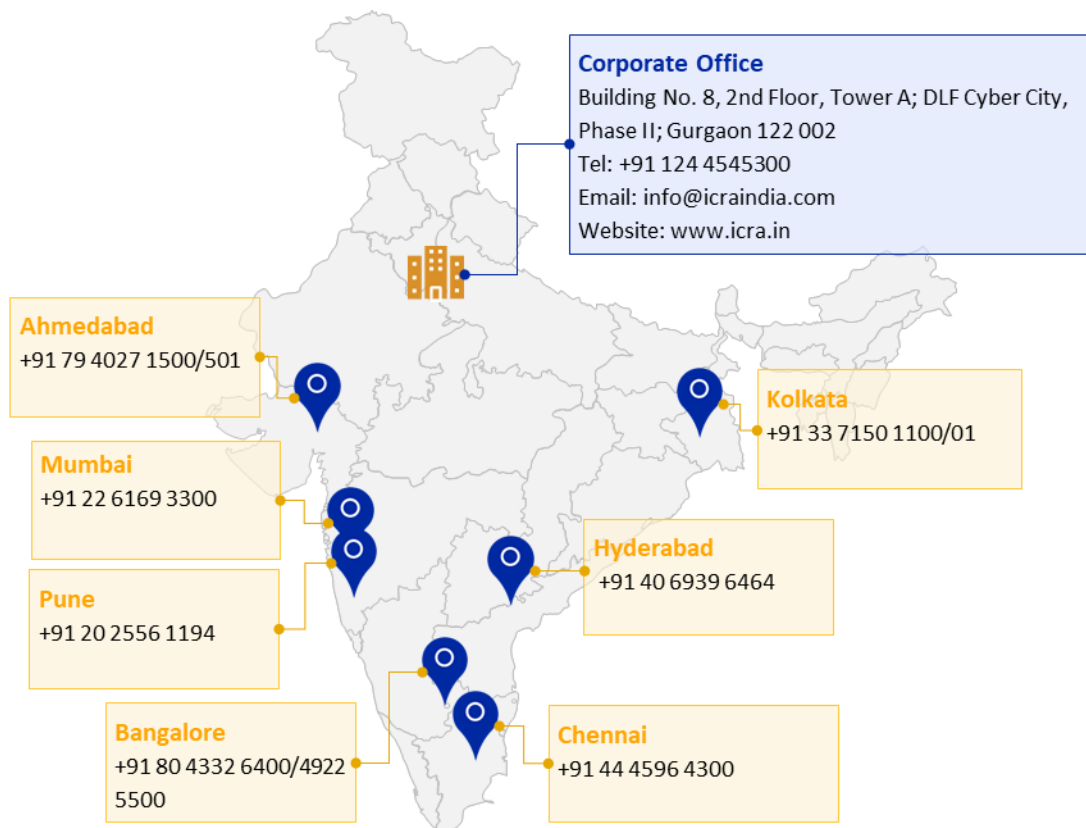 Corporate Office
Building No. 8, 2nd Floor, Tower A; DLF Cyber City,
Phase II; Gurgaon 122 002
Tel: +91 124 4545300
Email: info@icraindia.com
Website: www.icra.in
Ahmedabad
+91 79 4027 1500/501
Kolkata
+91 33 7150 1100/01
Mumbai
+91 22 6169 3300
Hyderabad
+91 40 6939 6464
Pune
+91 20 2556 1194
Bangalore
+91 80 4332 6400/4922
5500
Chennai
+91 44 4596 4300